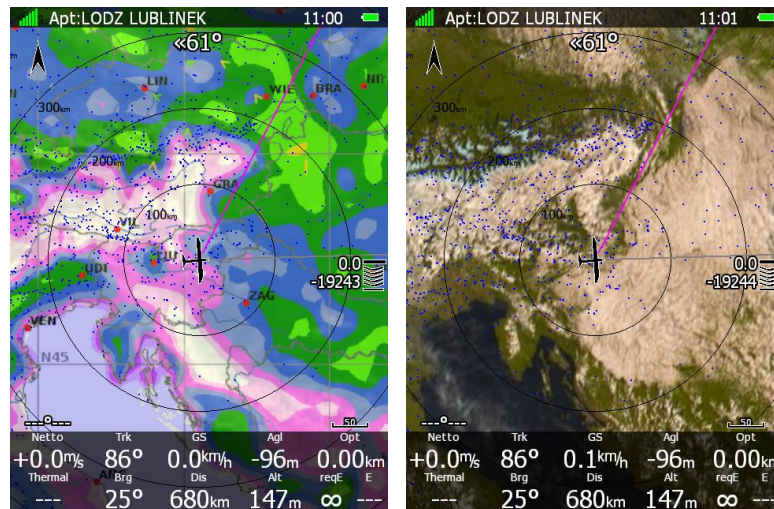 Apt:LODZ LUBLINEK 11:00
«61°
LIN
WIE
BRA
NIT
300km
200km
GRA
100km
VIL
LJU
UDI
0.0
-19243
ZAG
VEN
N45
---°---
50
Netto Trk GS Agl Opt
+0.0m/s 86° 0.0km/h -96m 0.00km
Thermal Brg Dis Alt reqE E
--- 25° 680km 147m ∞ ---
Apt:LODZ LUBLINEK 11:01
«61°
300km
200km
100km
0.0
-19244
---°---
50
Netto Trk GS Agl Opt
+0.0m/s 86° 0.1km/h -96m 0.00km
Thermal Brg Dis Alt reqE E
--- 25° 680km 147m ∞ ---